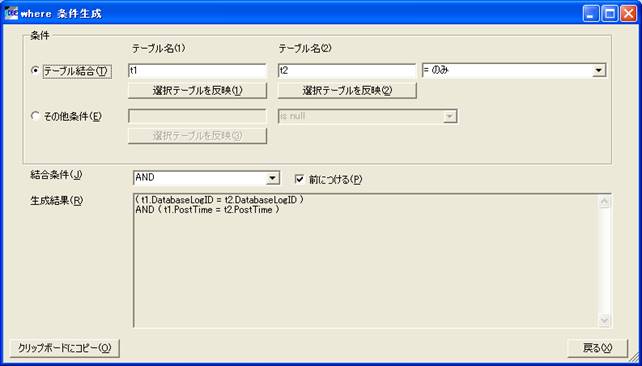 where 条件生成
条件
テーブル名(1) テーブル名(2)
テーブル結合(T) t1 t2 = のみ
選択テーブルを反映(1) 選択テーブルを反映(2)
その他条件(E) is null
選択テーブルを反映(3)
結合条件(J) AND 前につける(P)
生成結果(R) ( t1.DatabaseLogID = t2.DatabaseLogID )
AND ( t1.PostTime = t2.PostTime )
クリップボードにコピー(O) 戻る(X)